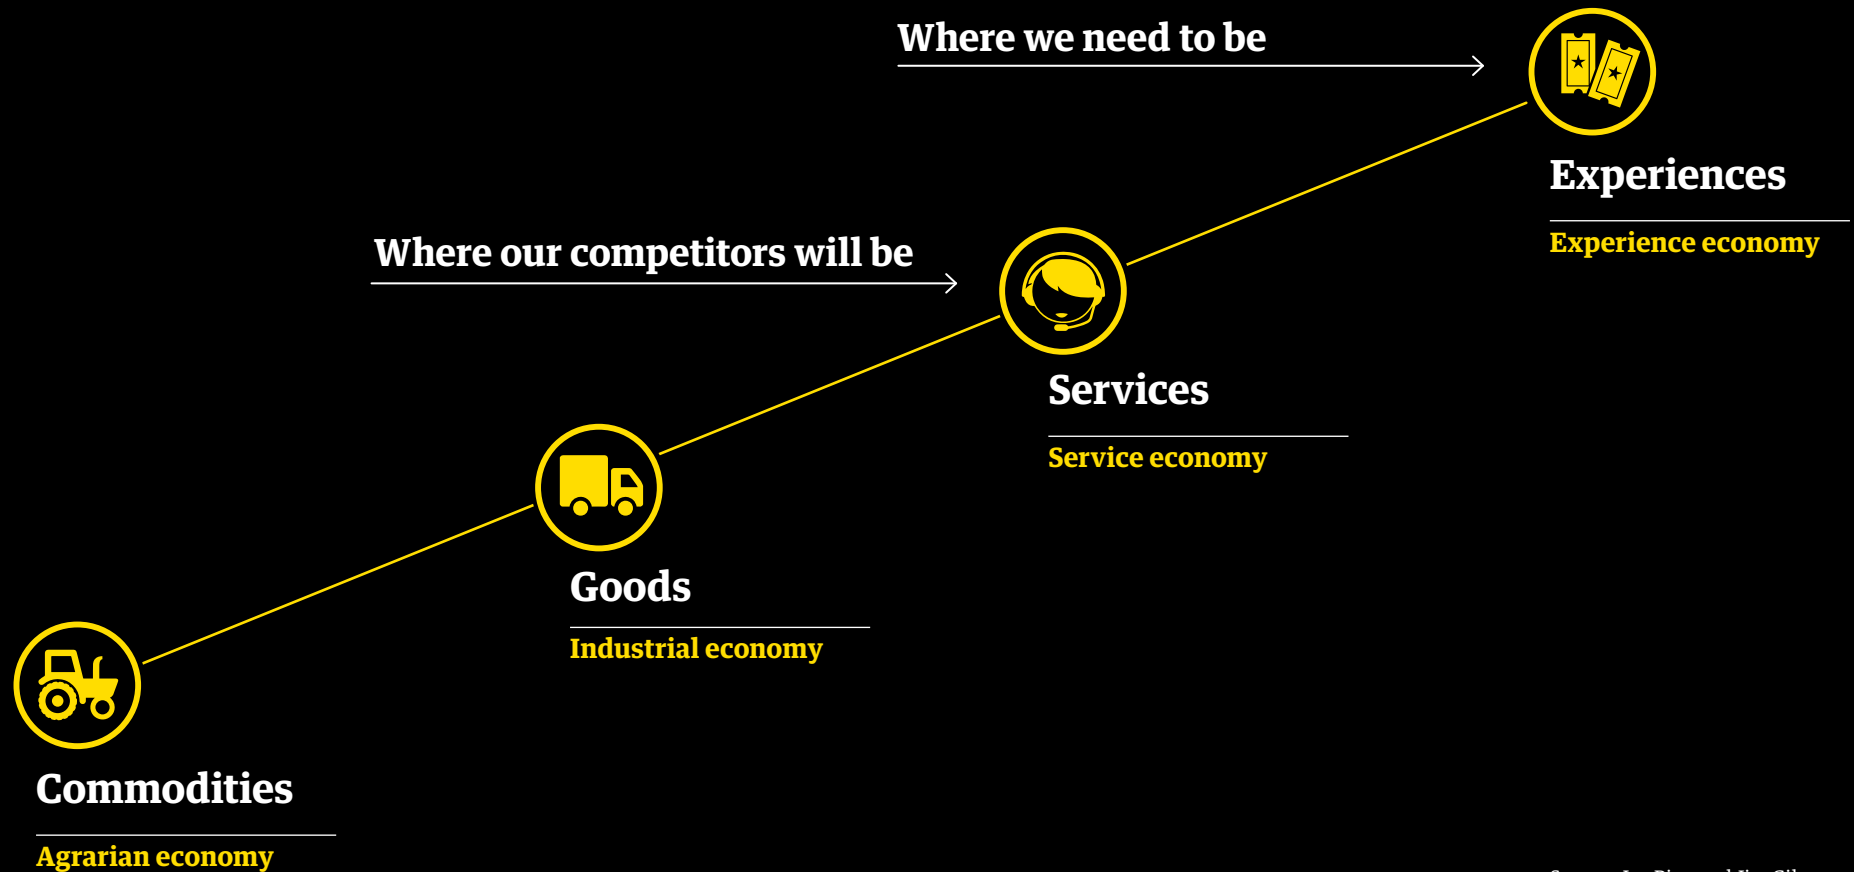 Where we need to be
Experiences
Experience economy
Where our competitors will be
Services
Service economy
Goods
Industrial economy
Commodities
Agrarian economy